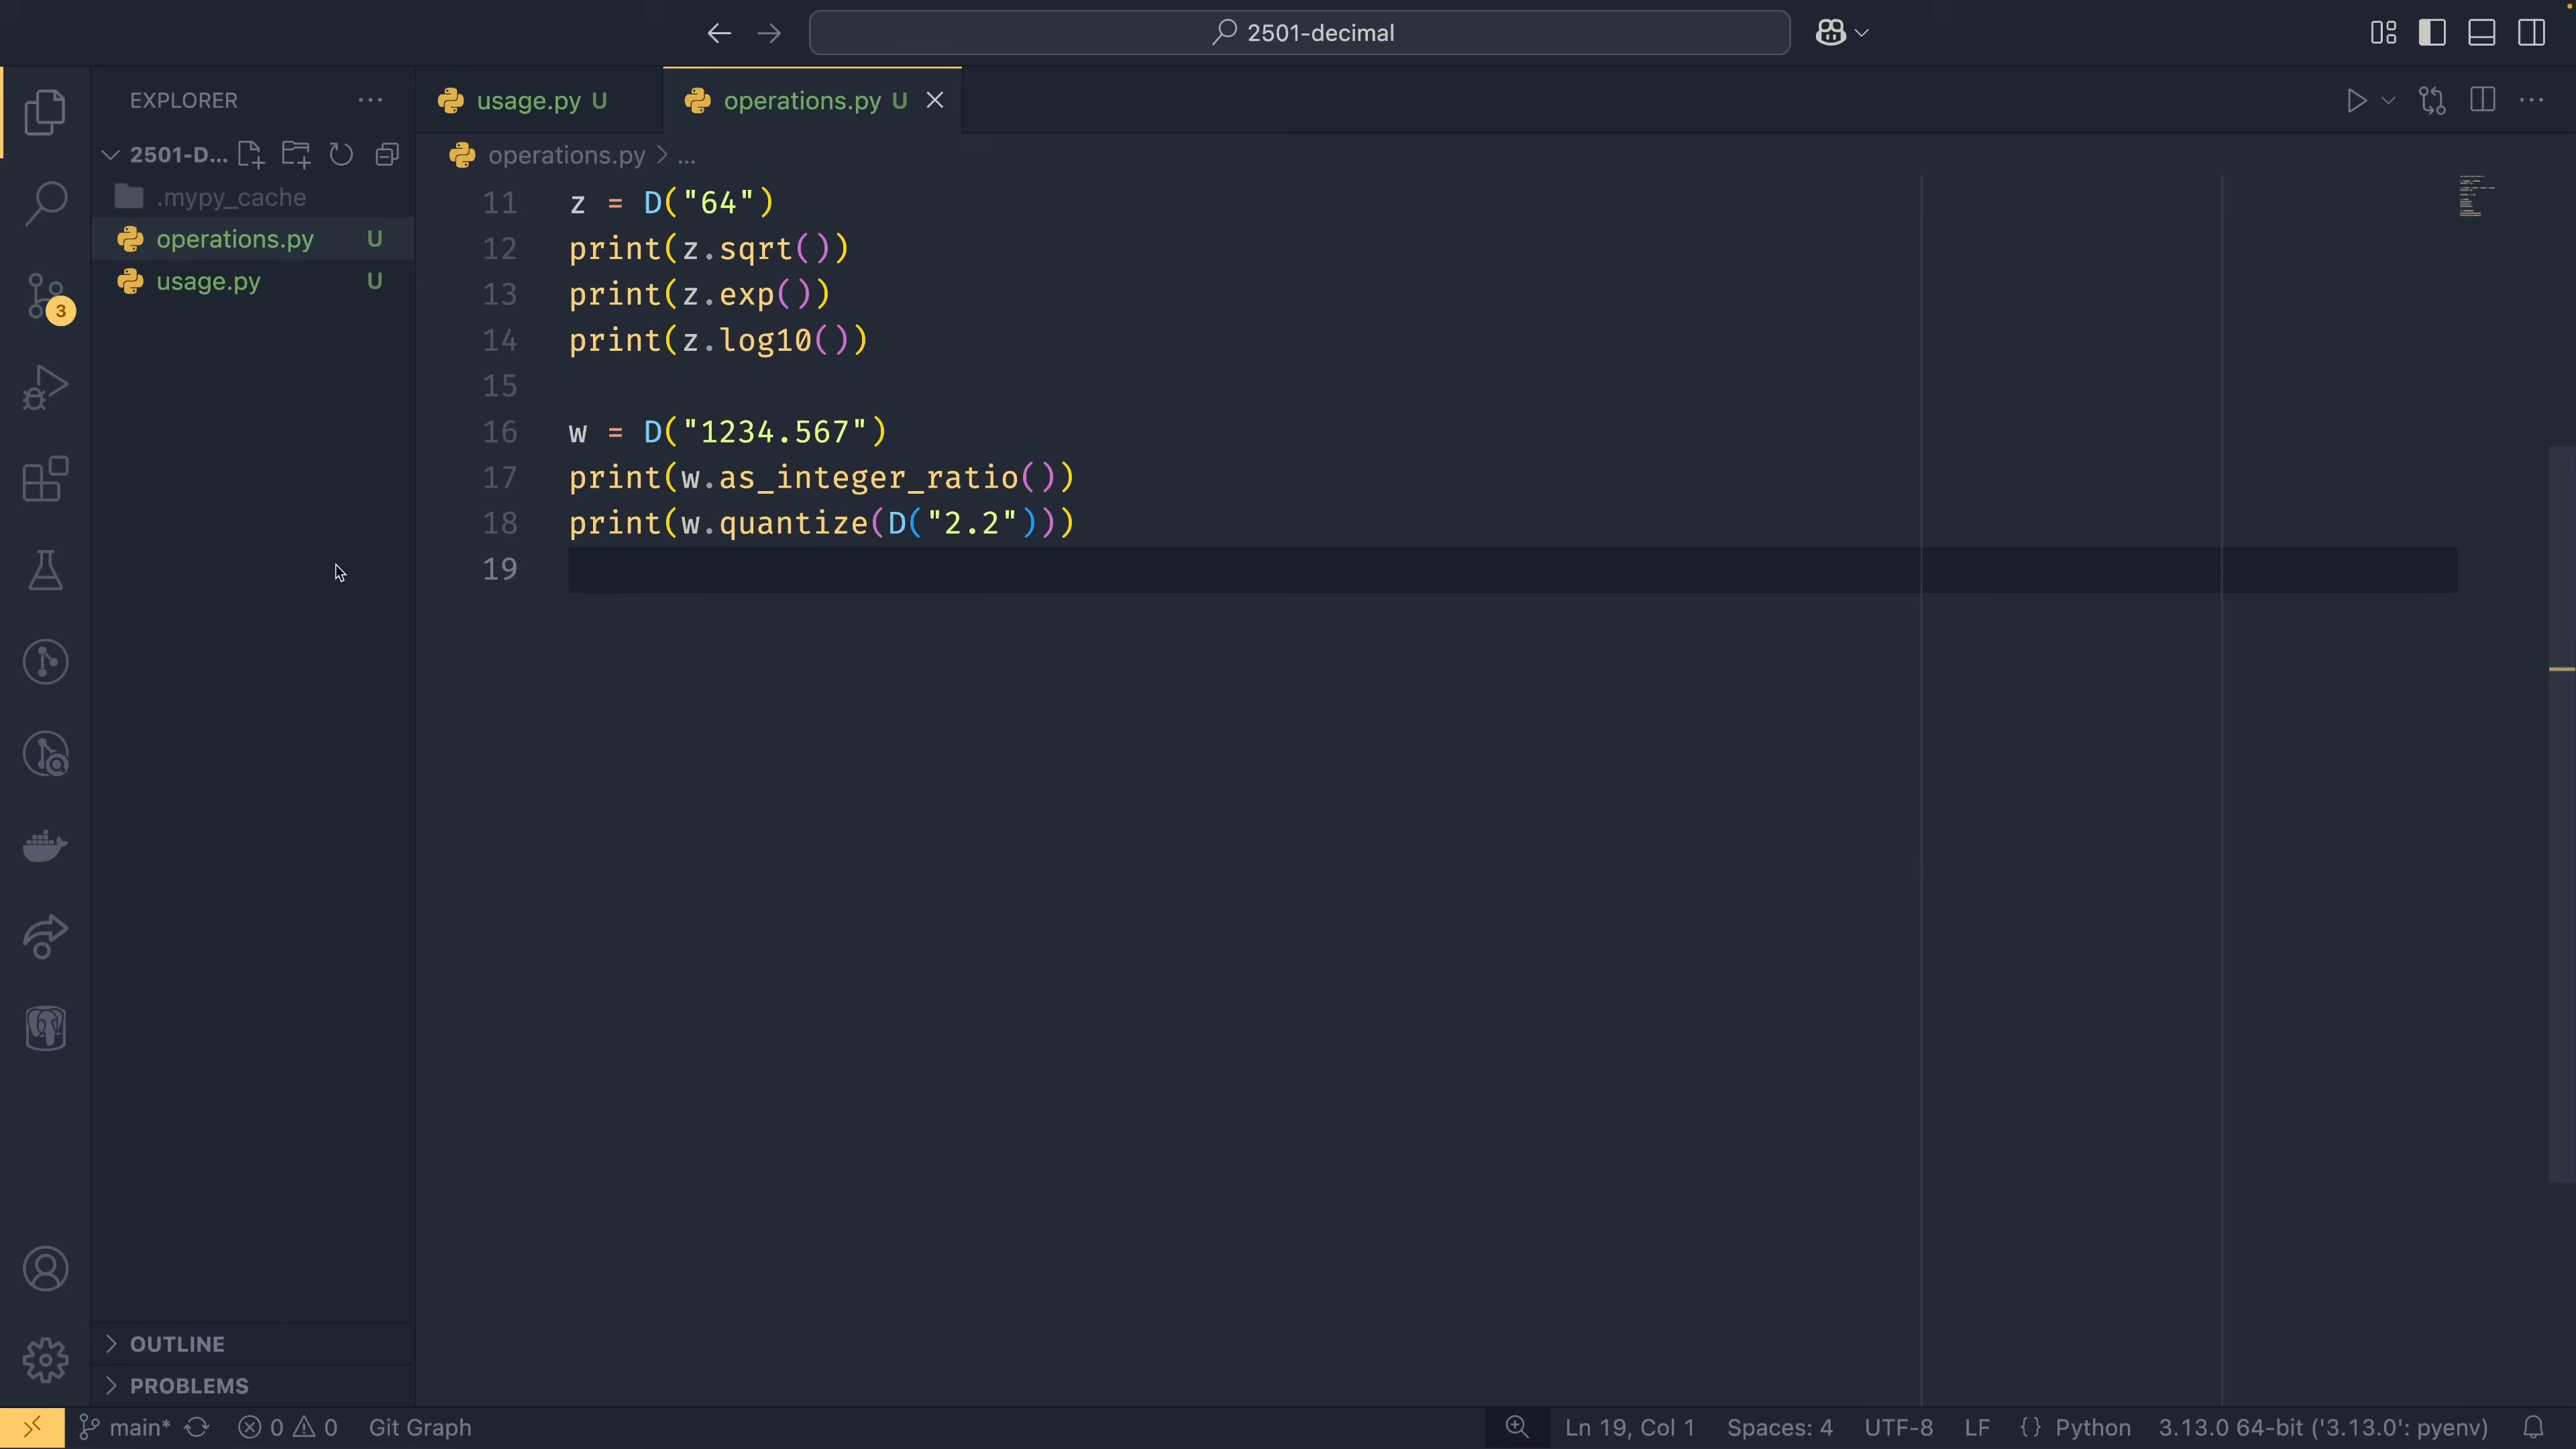 2501-decimal
EXPLORER
usage.py U
operations.py U
2501-D...
operations.py > ...
.mypy_cache
operations.py U
usage.py U
3
11 z = D("64")
12 print(z.sqrt())
13 print(z.exp())
14 print(z.log10())
15
16 w = D("1234.567")
17 print(w.as_integer_ratio())
18 print(w.quantize(D("2.2")))
19
OUTLINE
PROBLEMS
main* 0 0 Git Graph Ln 19, Col 1 Spaces: 4 UTF-8 LF {} Python 3.13.0 64-bit ('3.13.0': pyenv)